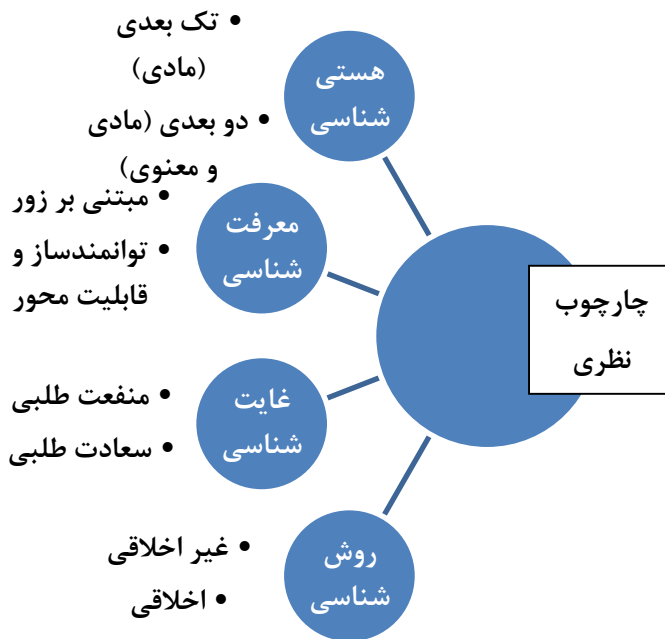 چارچوب
نظری
هستی
شناسی
• تک بعدی
(مادی)
• دو بعدی (مادی
و معنوی)
معرفت
شناسی
• مبتنی بر زور
• توانمندساز و
قابلیت محور
غایت
شناسی
• منفعت طلبی
• سعادت طلبی
روش
شناسی
• غیر اخلاقی
• اخلاقی